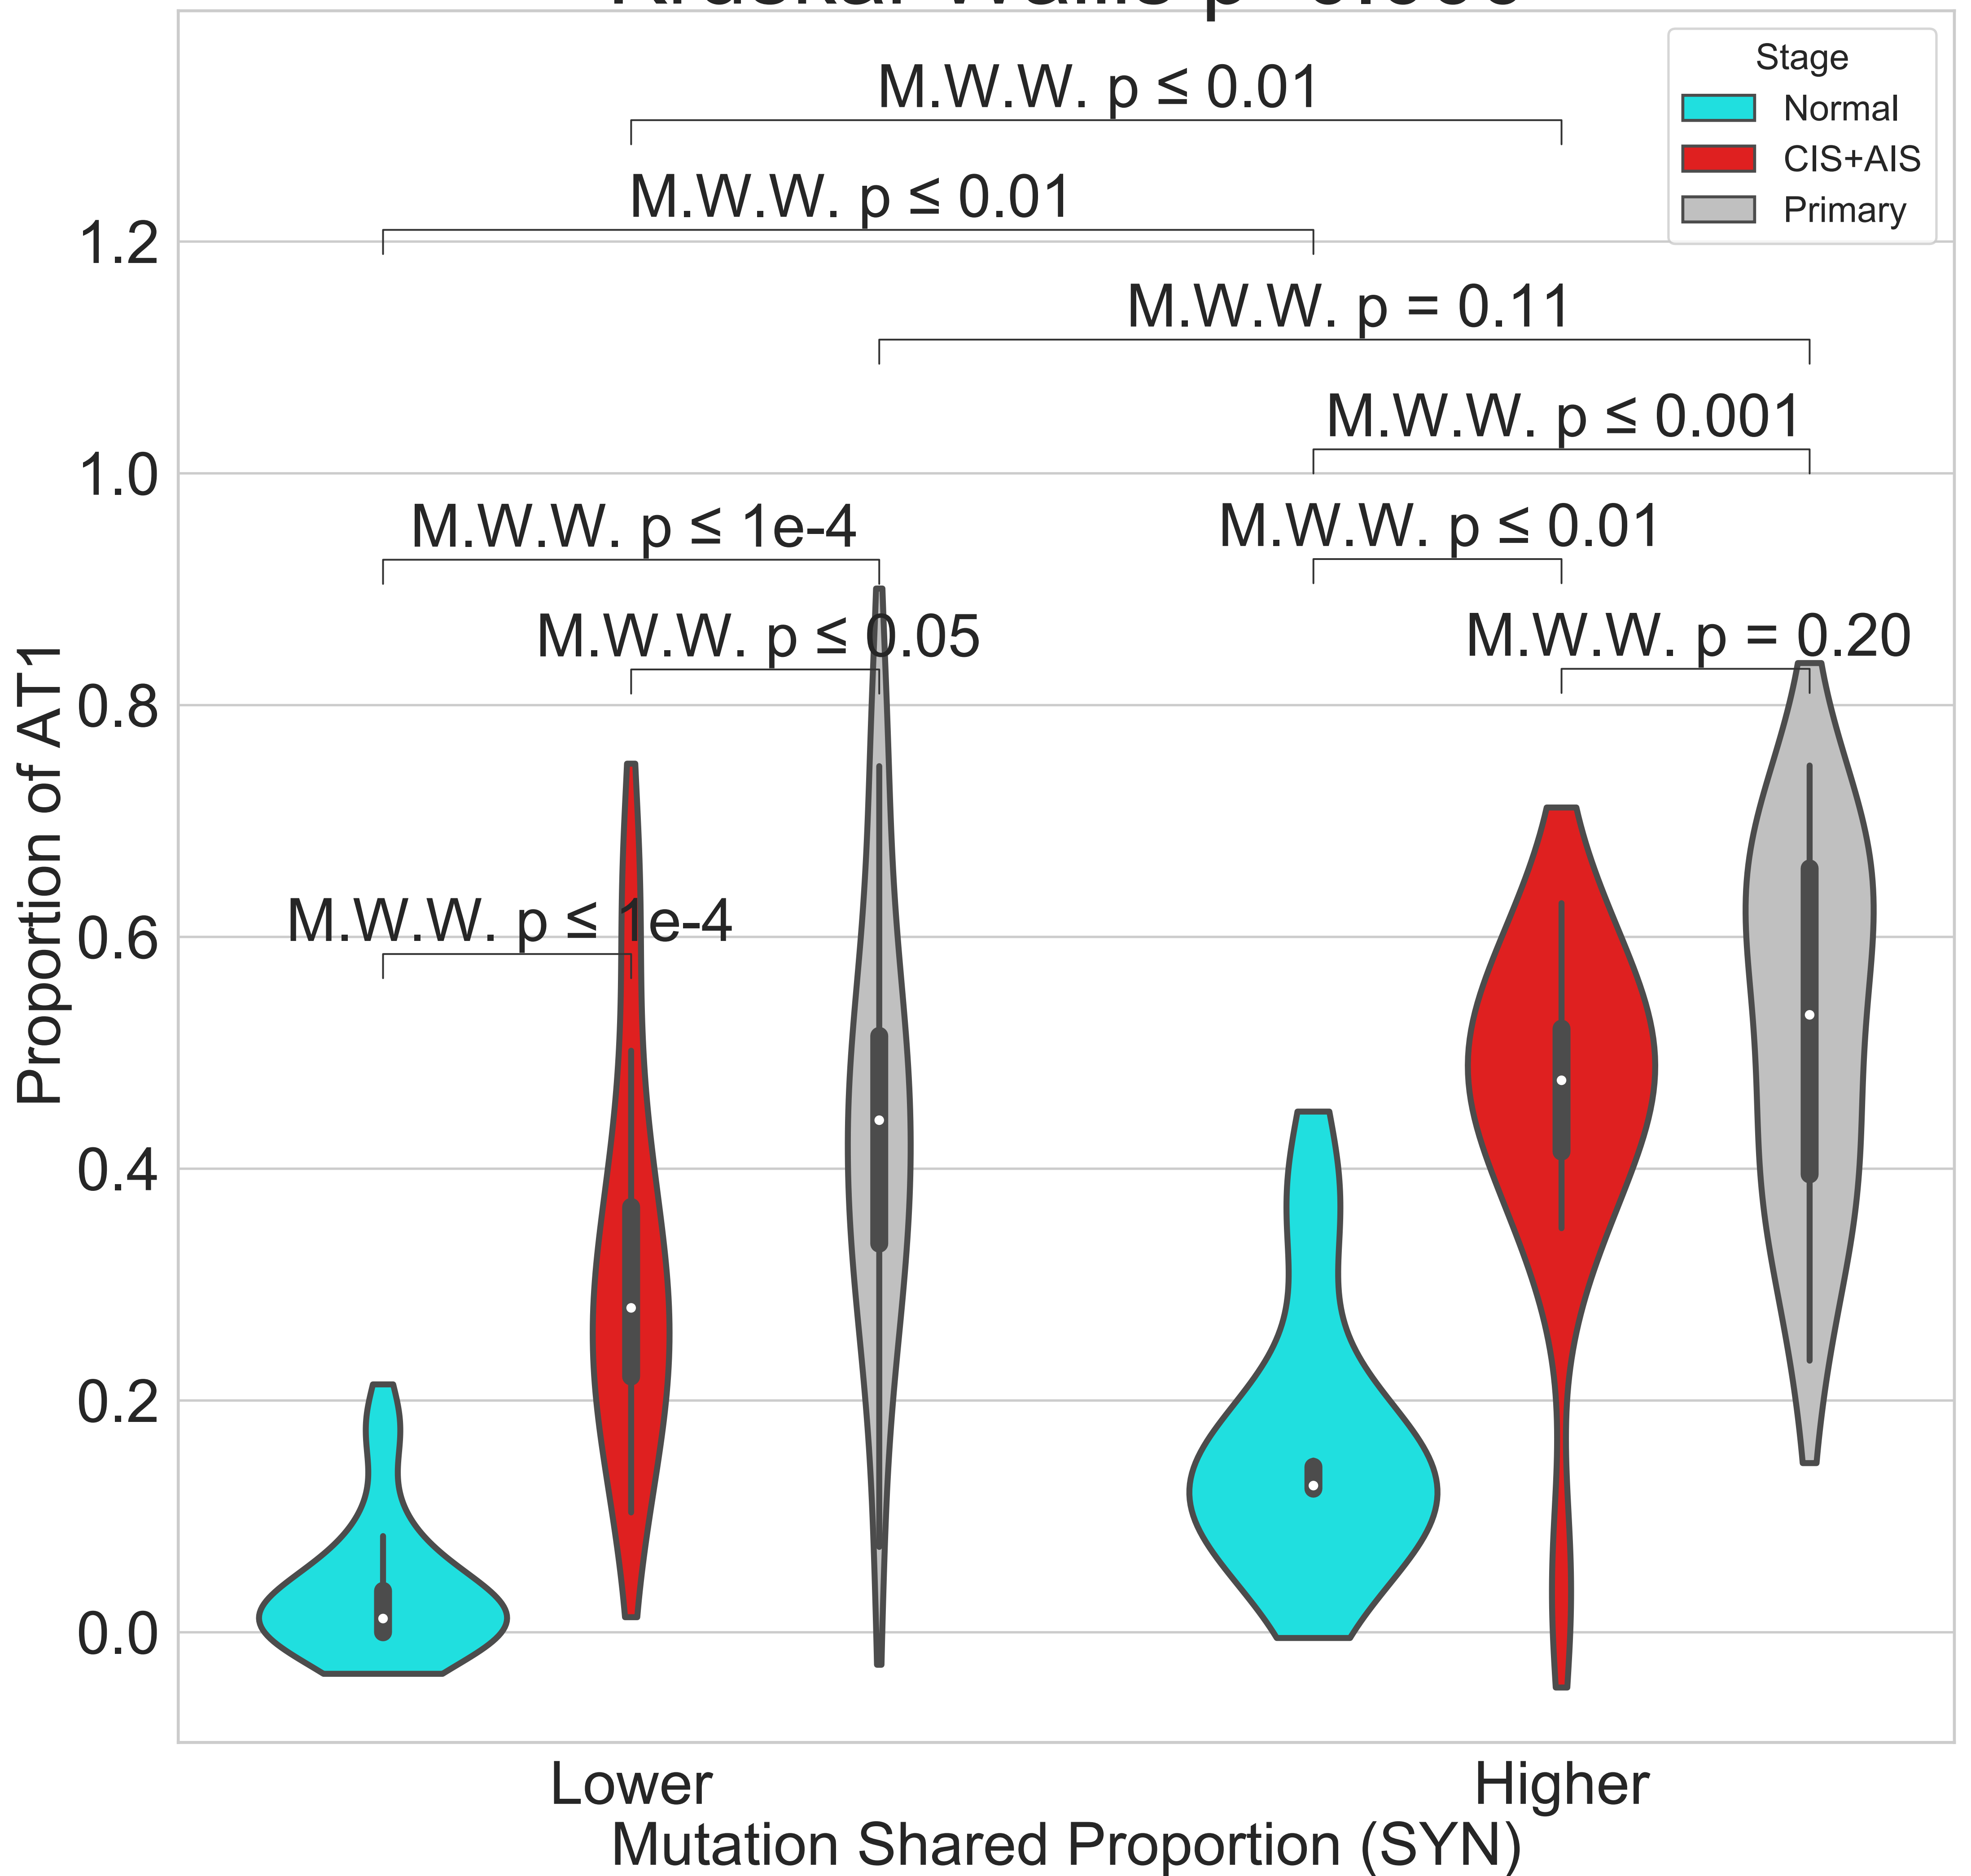 Stage
Normal
CIS+AIS
Primary
M.W.W. p ≤ 0.01
M.W.W. p ≤ 0.01
M.W.W. p = 0.11
M.W.W. p ≤ 0.001
M.W.W. p ≤ 1e-4
M.W.W. p ≤ 0.01
M.W.W. p ≤ 0.05
M.W.W. p = 0.20
M.W.W. p ≤ 1e-4
1.2
1.0
0.8
0.6
0.4
0.2
0.0
Proportion of AT1
Lower
Higher
Mutation Shared Proportion (SYN)